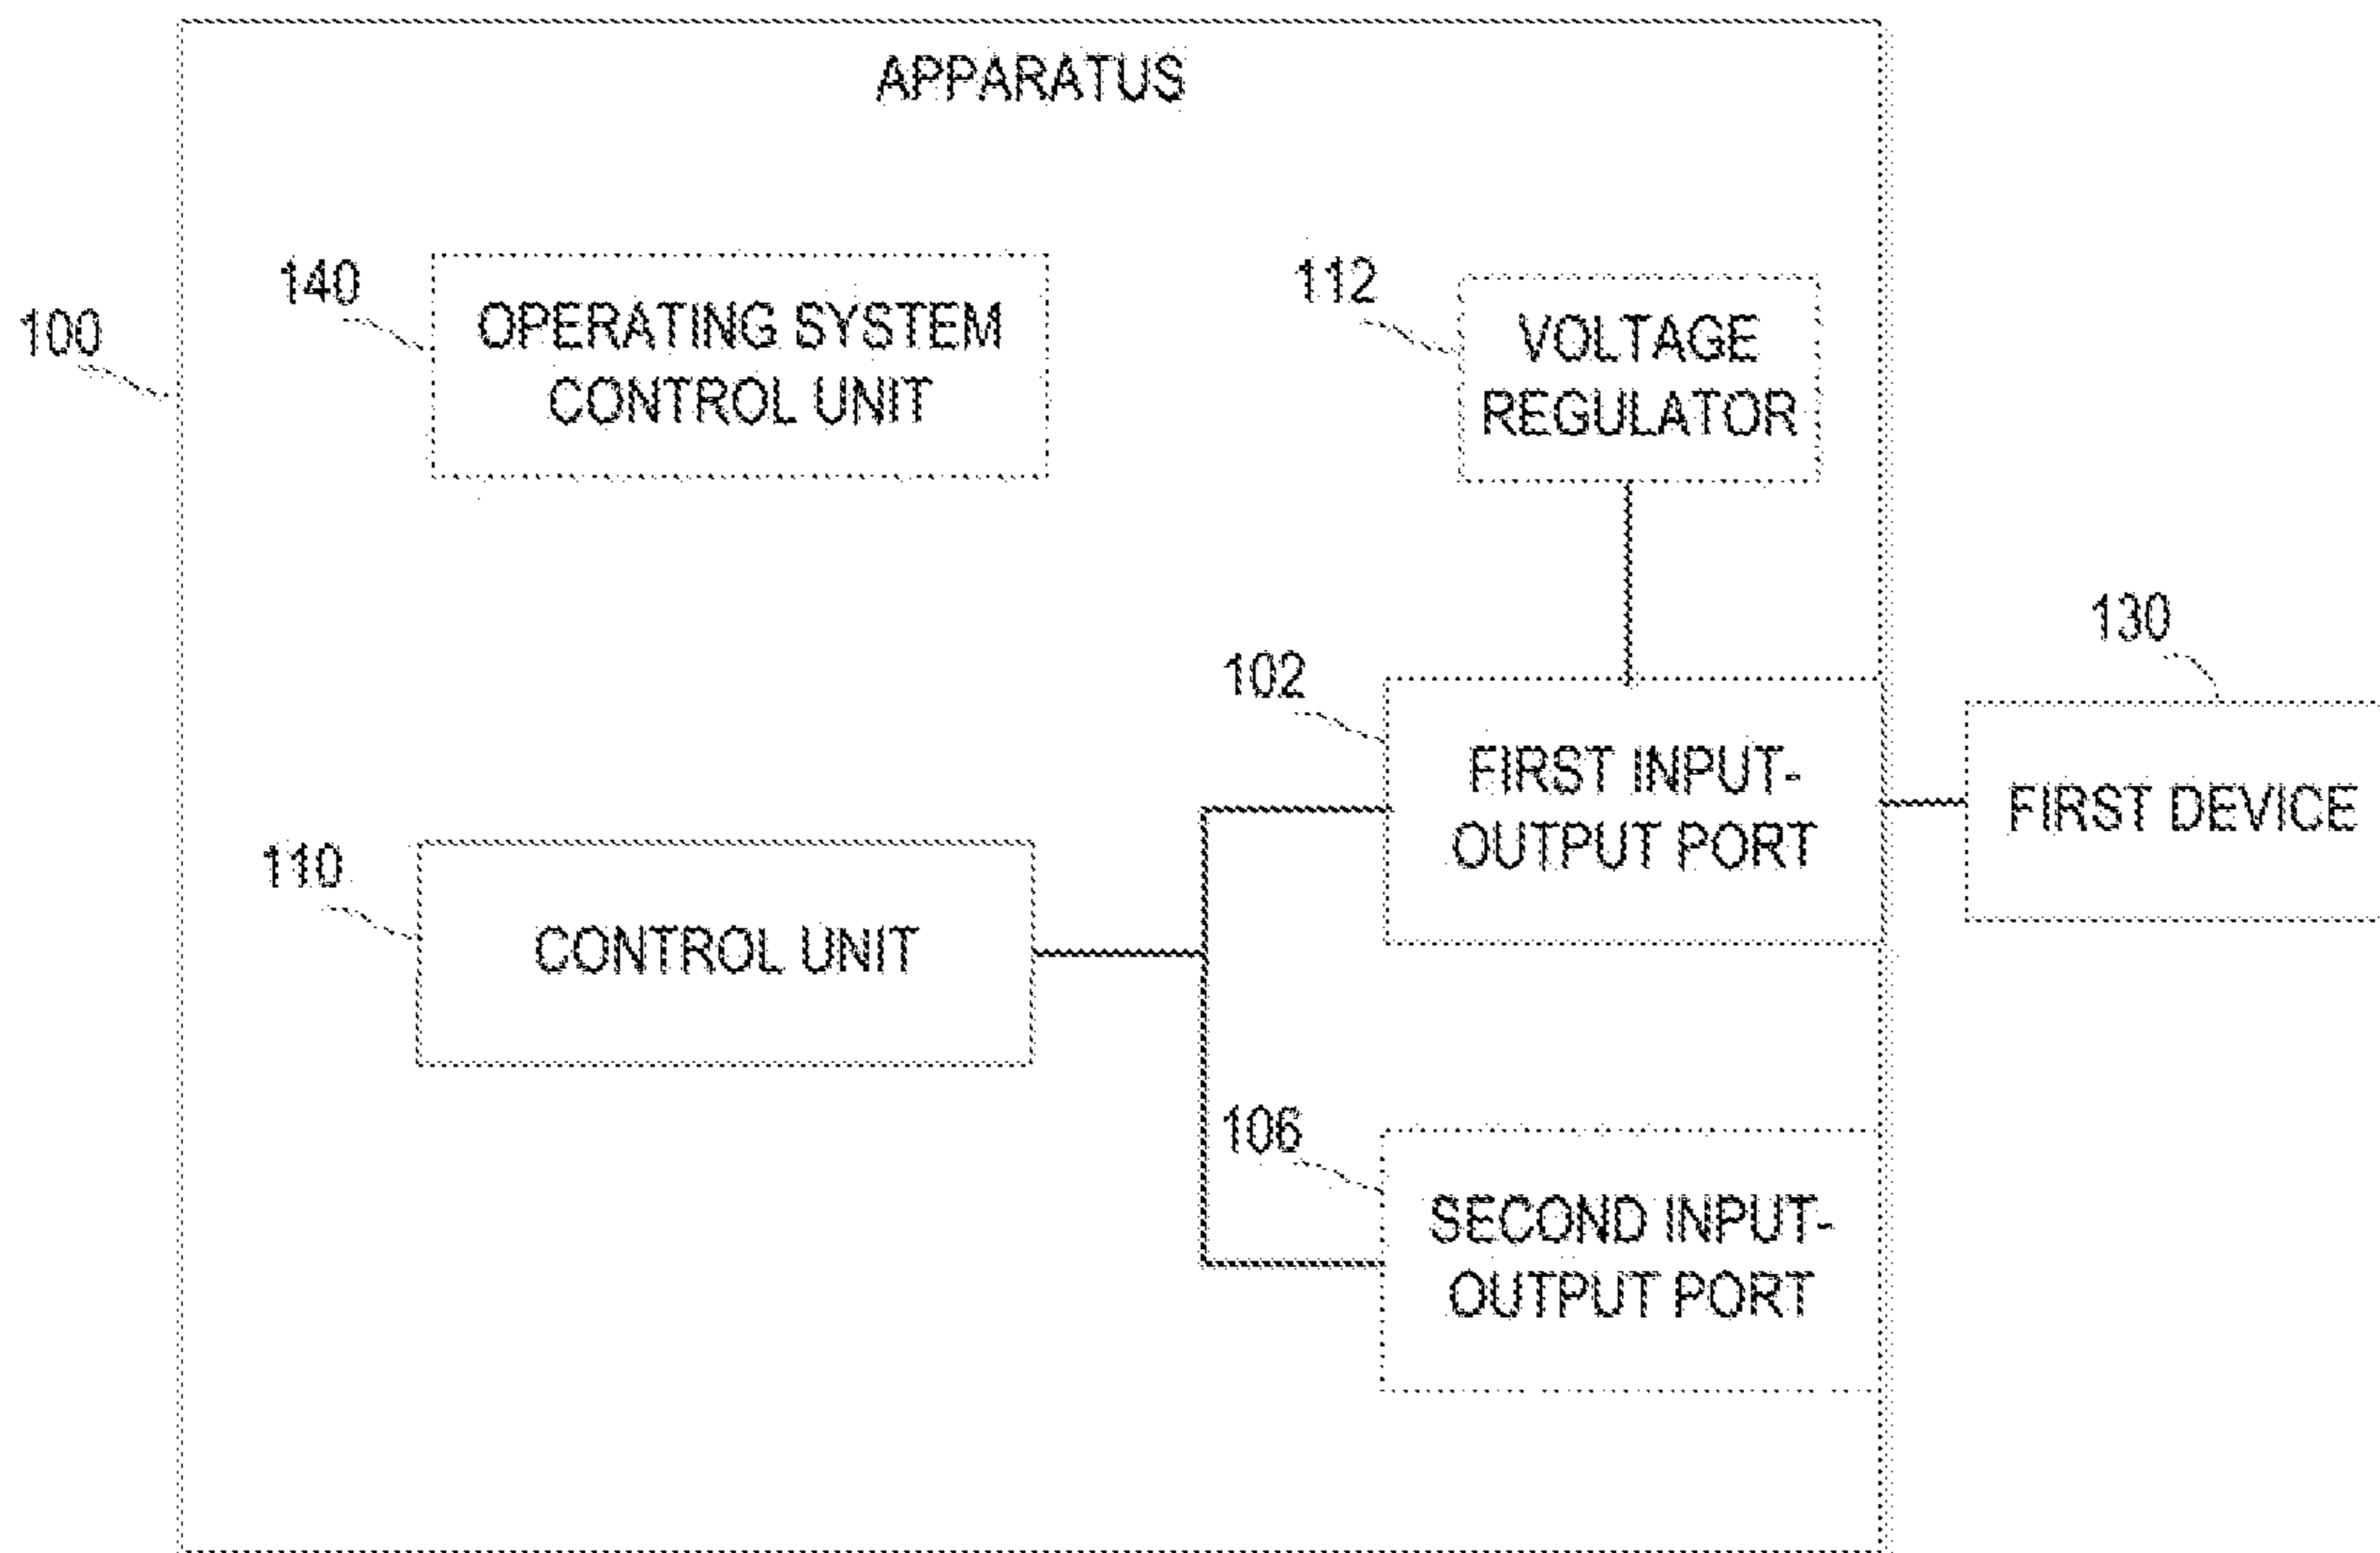 APPARATUS
140
OPERATING SYSTEM
CONTROL UNIT
112
VOLTAGE
REGULATOR
100
102
FIRST INPUT-
OUTPUT PORT
130
FIRST DEVICE
110
CONTROL UNIT
106
SECOND INPUT-
OUTPUT PORT